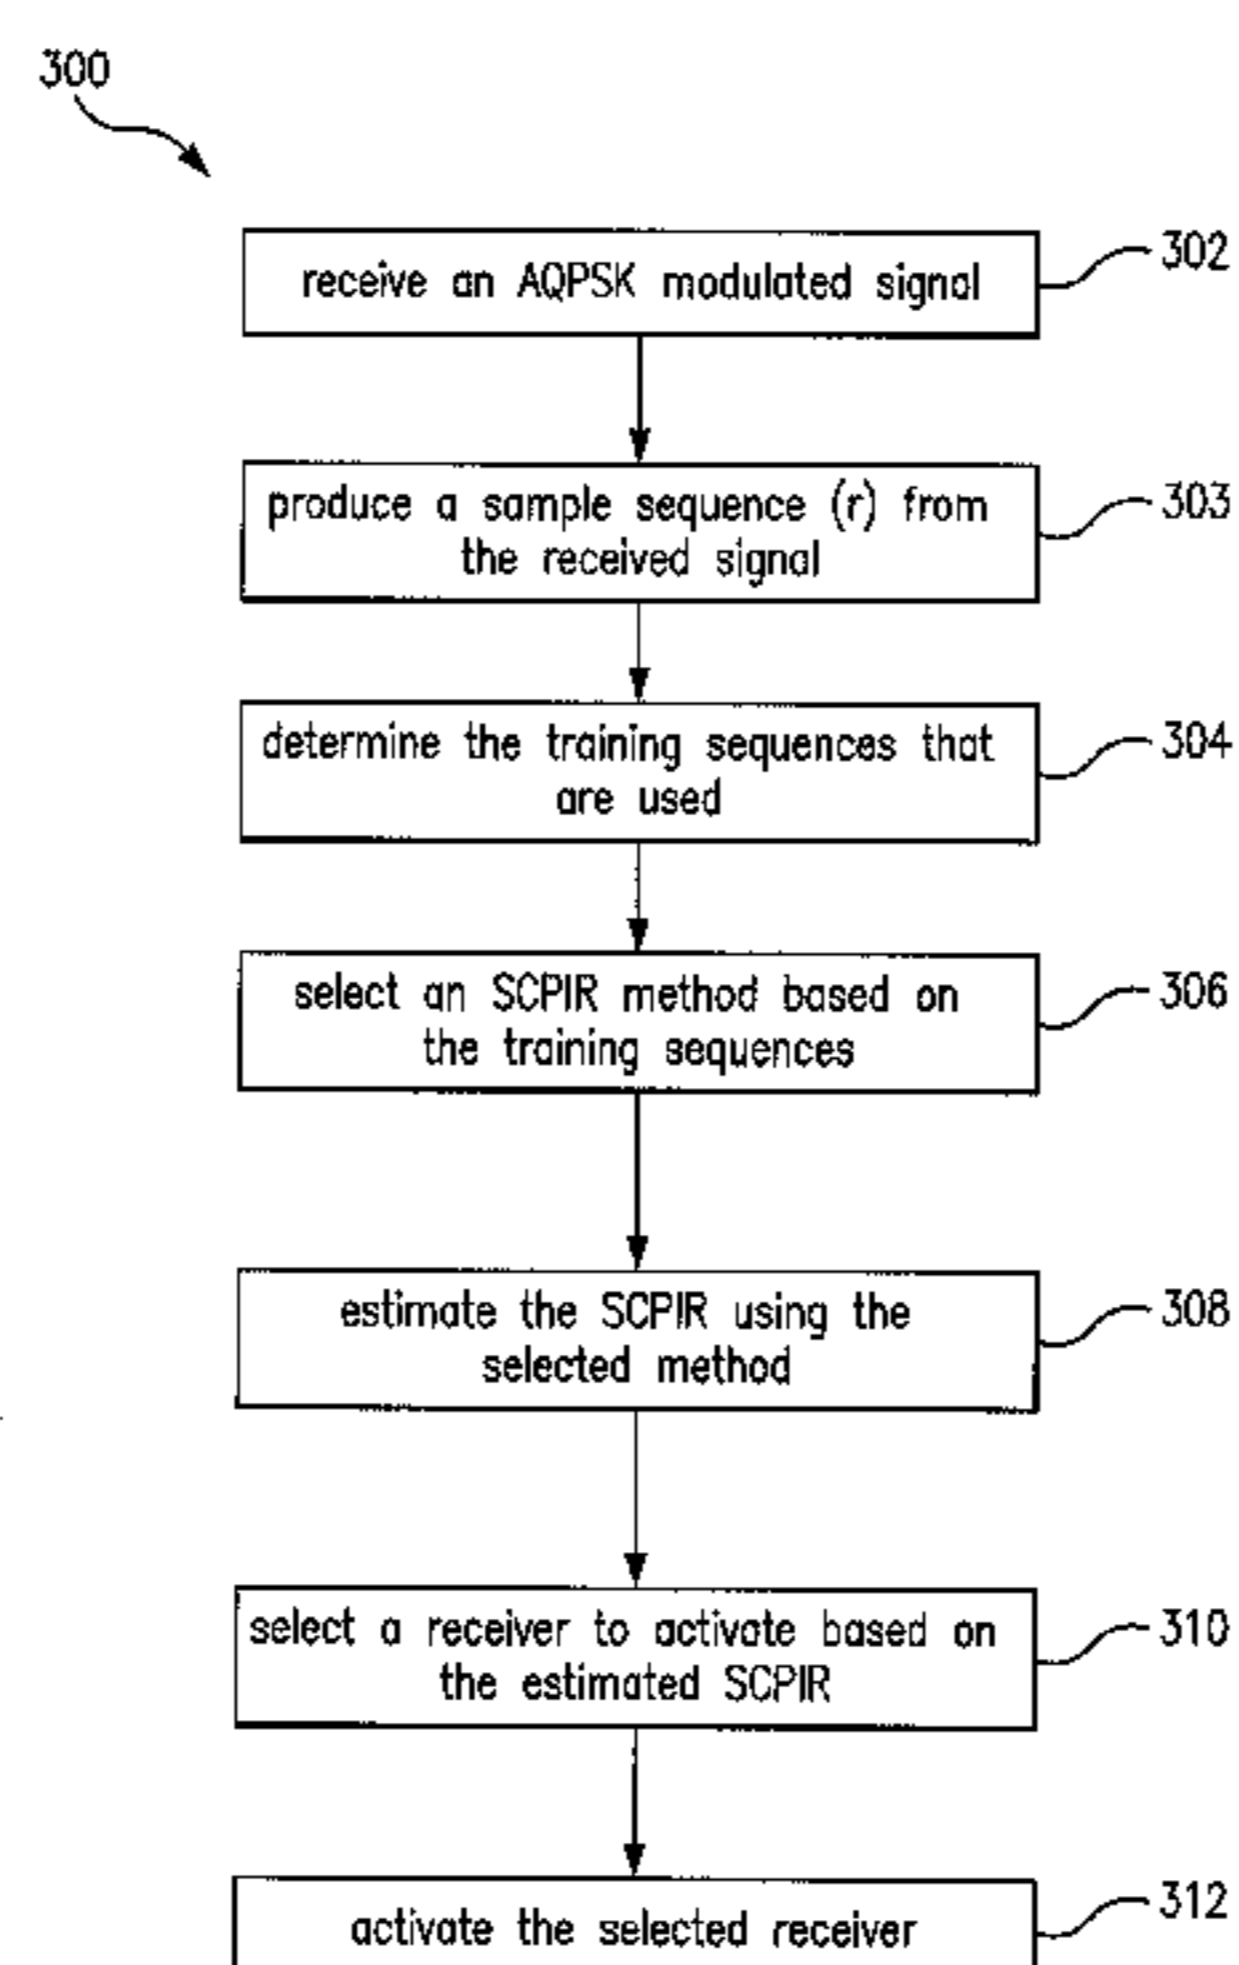 300
receive an AQPSK modulated signal
302
produce a sample sequence (r) from
the received signal
303
determine the training sequences that
are used
304
select an SCPIR method based on
the training sequences
306
estimate the SCPIR using the
selected method
308
select a receiver to activate based on
the estimated SCPIR
310
activate the selected receiver
312